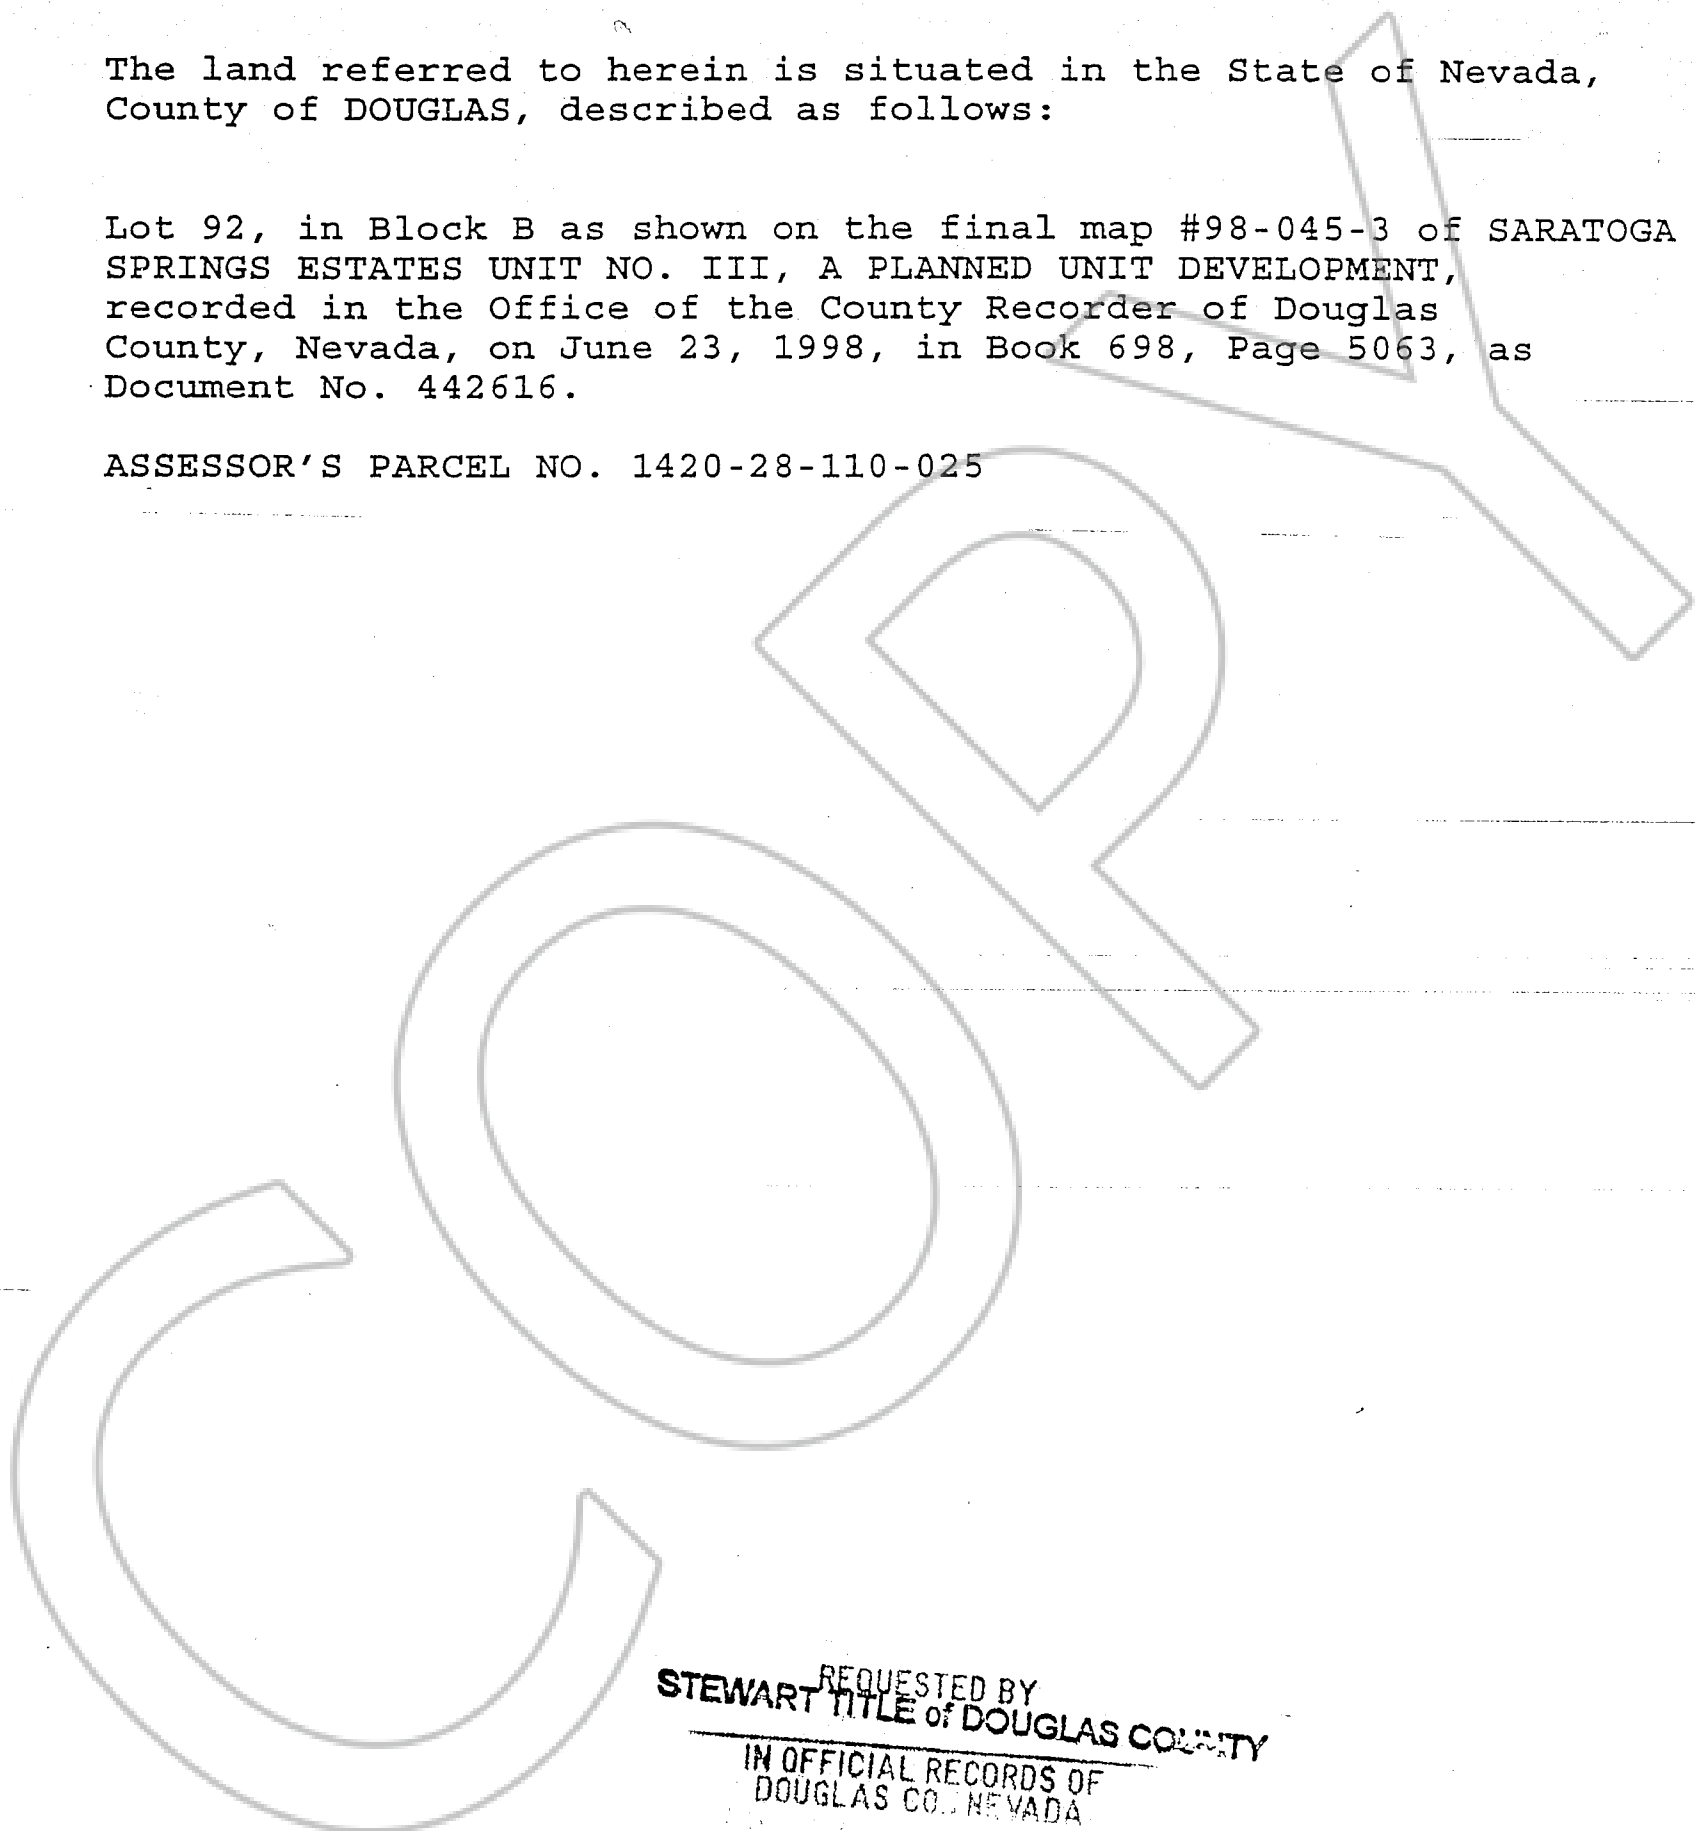 The land referred to herein is situated in the State of Nevada,
County of DOUGLAS, described as follows:
Lot 92, in Block B as shown on the final map #98-045-3 of SARATOGA
SPRINGS ESTATES UNIT NO. III, A PLANNED UNIT DEVELOPMENT,
recorded in the Office of the County Recorder of Douglas
County, Nevada, on June 23, 1998, in Book 698, Page 5063, as
Document No. 442616.
ASSESSOR'S PARCEL NO. 1420-28-110-025
COPY
REQUESTED BY
STEWART TITLE of DOUGLAS COUNTY
IN OFFICIAL RECORDS OF
DOUGLAS CO., NEVADA